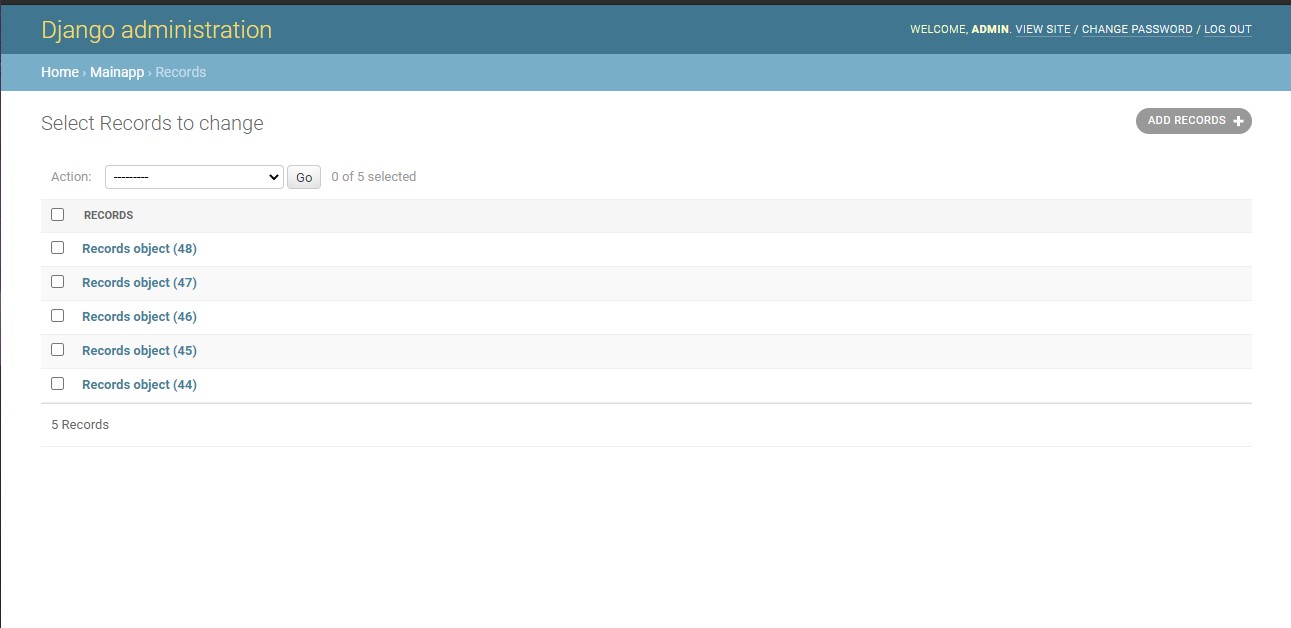 Django administration
WELCOME, ADMIN. VIEW SITE / CHANGE PASSWORD / LOG OUT
Home › Mainapp › Records
Select Records to change
ADD RECORDS +
Action: --------- Go 0 of 5 selected
RECORDS
Records object (48)
Records object (47)
Records object (46)
Records object (45)
Records object (44)
5 Records